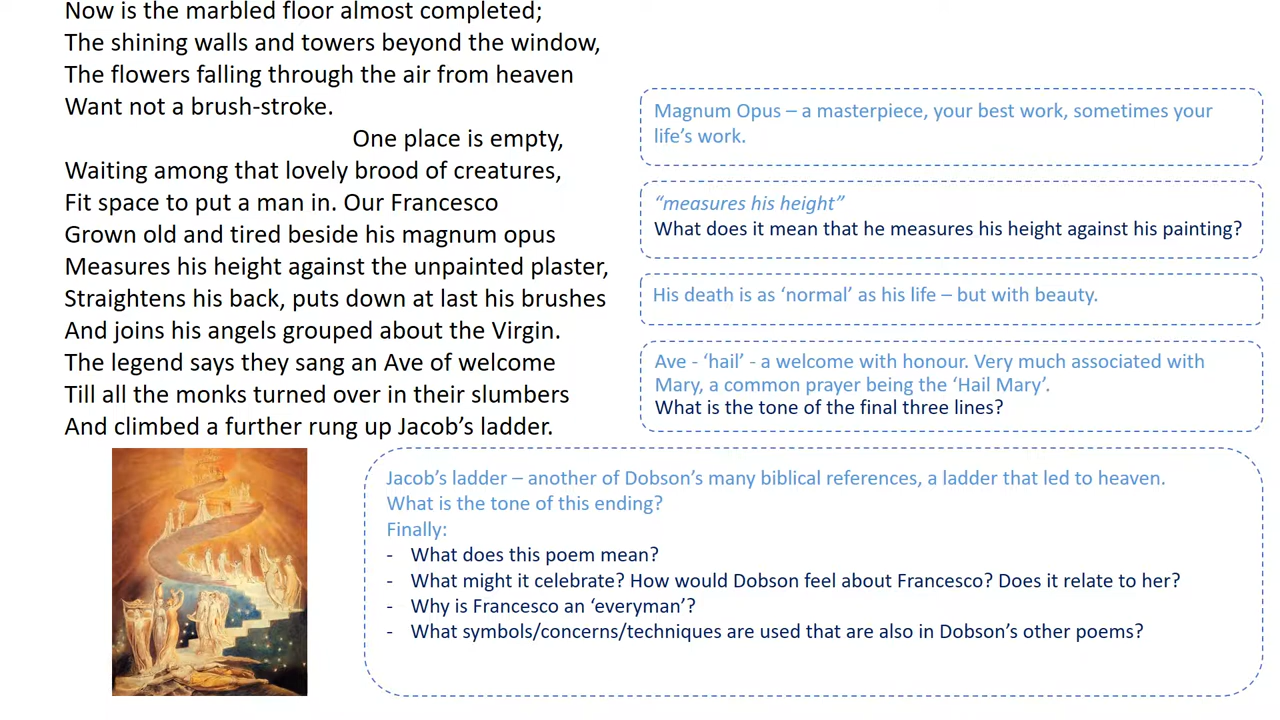 Now is the marbled floor almost completed;
The shining walls and towers beyond the window,
The flowers falling through the air from heaven
Want not a brush-stroke.
One place is empty,
Waiting among that lovely brood of creatures,
Fit space to put a man in. Our Francesco
Grown old and tired beside his magnum opus
Measures his height against the unpainted plaster,
Straightens his back, puts down at last his brushes
And joins his angels grouped about the Virgin.
The legend says they sang an Ave of welcome
Till all the monks turned over in their slumbers
And climbed a further rung up Jacob's ladder.
Magnum Opus – a masterpiece, your best work, sometimes your
life's work.
“measures his height”
What does it mean that he measures his height against his painting?
His death is as ‘normal’ as his life – but with beauty.
Ave - ‘hail’ - a welcome with honour. Very much associated with
Mary, a common prayer being the ‘Hail Mary’.
What is the tone of the final three lines?
Jacob's ladder – another of Dobson's many biblical references, a ladder that led to heaven.
What is the tone of this ending?
Finally:
- What does this poem mean?
- What might it celebrate? How would Dobson feel about Francesco? Does it relate to her?
- Why is Francesco an ‘everyman’?
- What symbols/concerns/techniques are used that are also in Dobson's other poems?